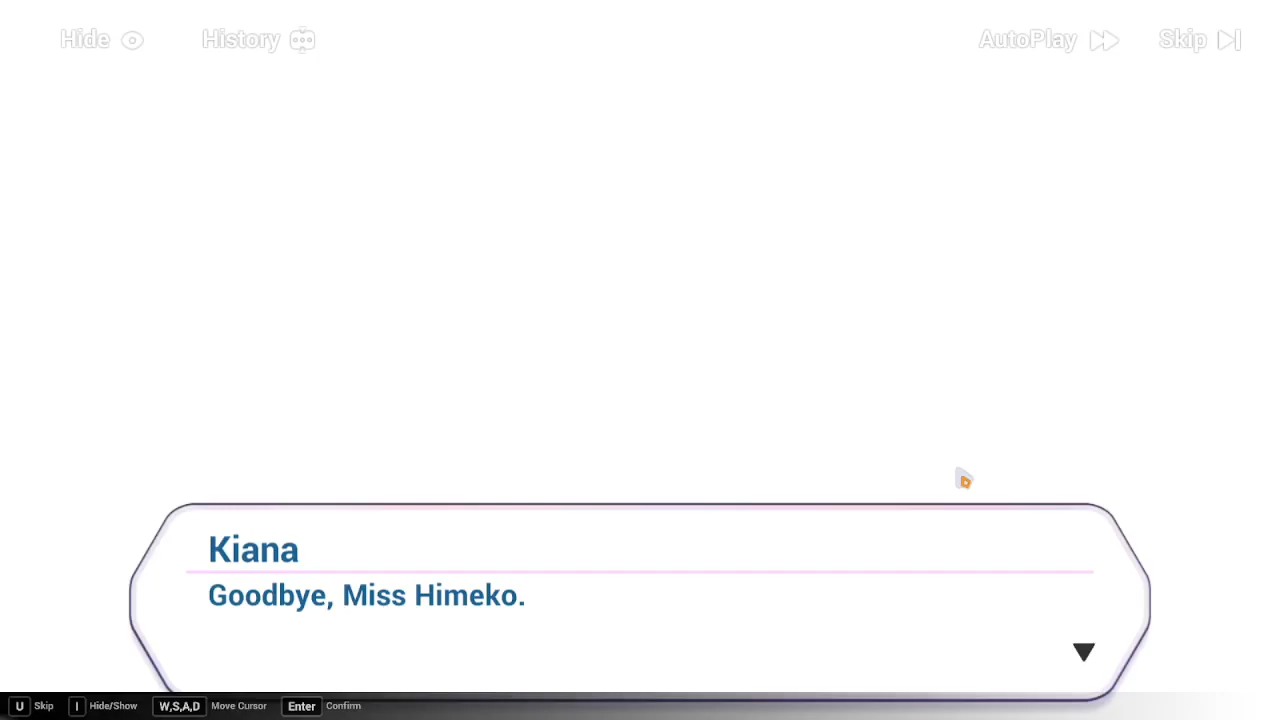 Hide
History
AutoPlay
Skip
Kiana
Goodbye, Miss Himeko.
U Skip I Hide/Show W,S,A,D Move Cursor Enter Confirm